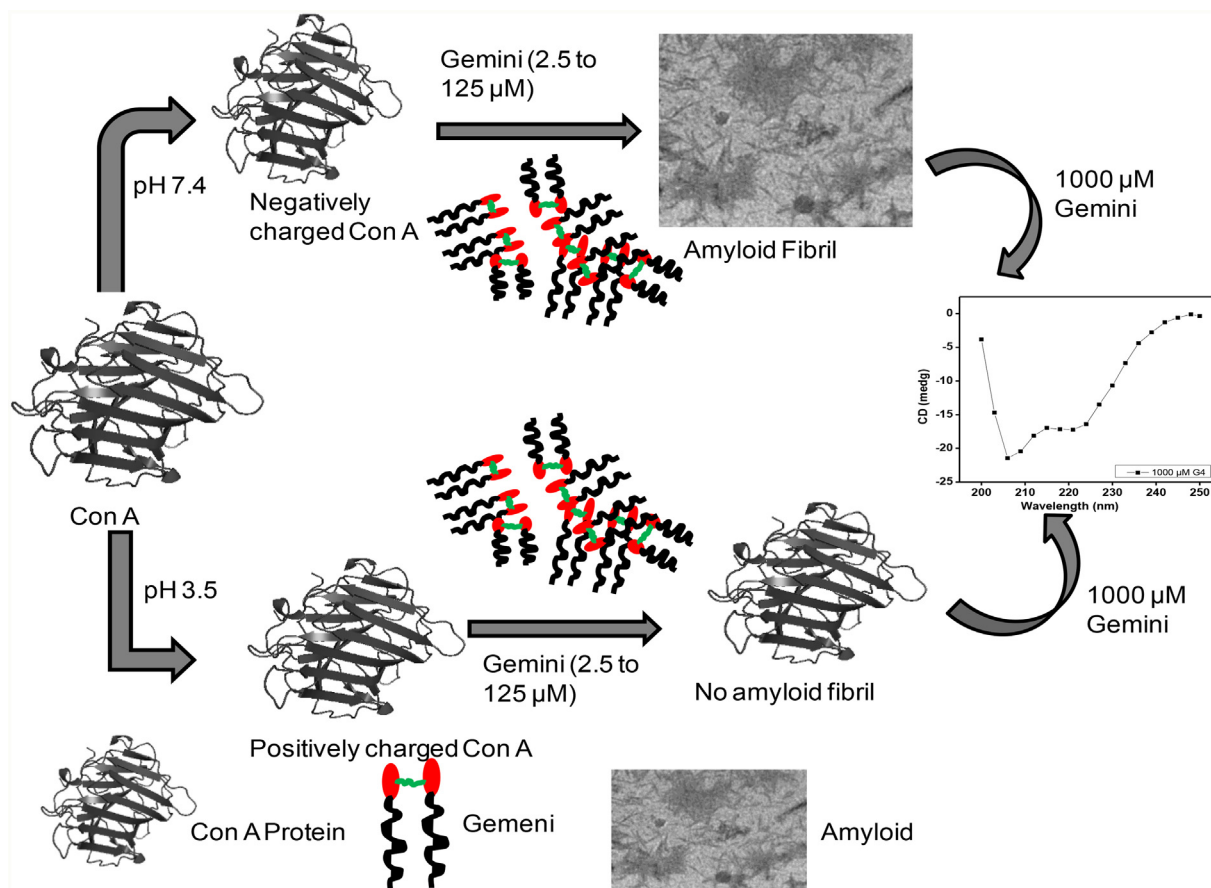 Gemini (2.5 to
125 µM)
pH 7.4
Negatively
charged Con A
Amyloid Fibril
1000 µM
Gemini
0
-5
-10
-15
-20
-25
CD (medg)
1000 µM G4
200 210 220 230 240 250
Wavelength (nm)
Con A
pH 3.5
Gemini (2.5 to
125 µM)
No amyloid fibril
1000 µM
Gemini
Positively charged Con A
Con A Protein
Gemeni
Amyloid